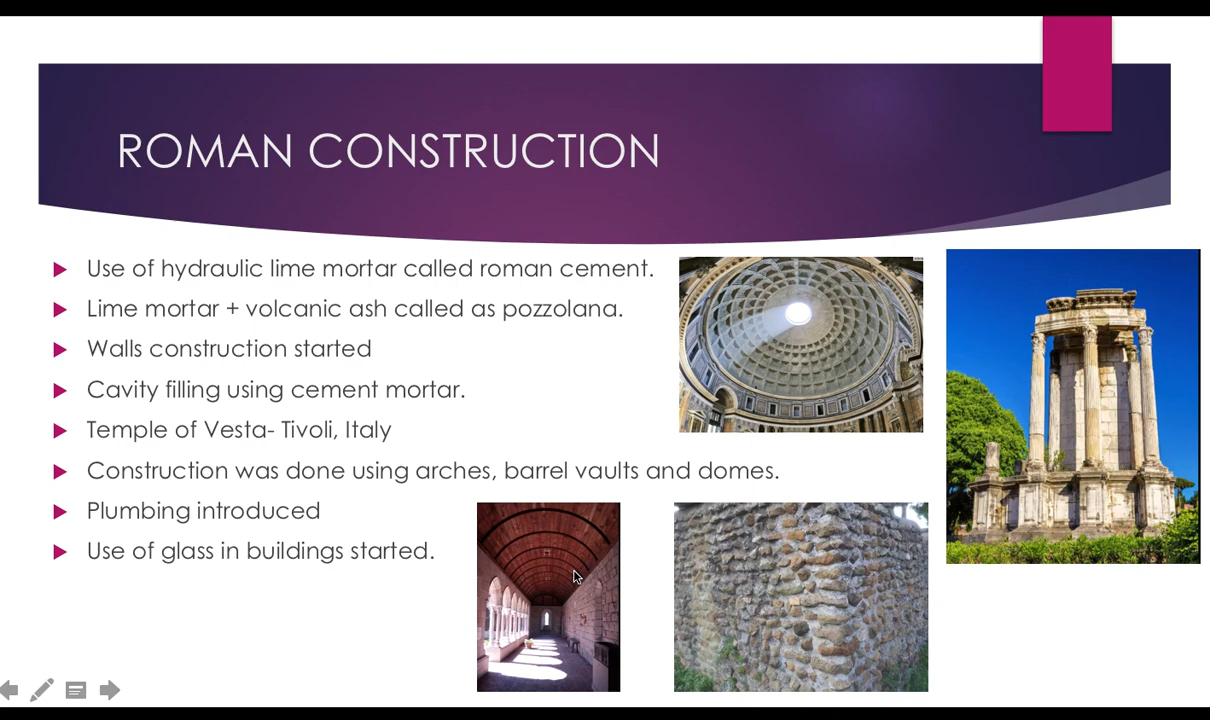 ROMAN CONSTRUCTION
Use of hydraulic lime mortar called roman cement.
Lime mortar + volcanic ash called as pozzolana.
Walls construction started
Cavity filling using cement mortar.
Temple of Vesta- Tivoli, Italy
Construction was done using arches, barrel vaults and domes.
Plumbing introduced
Use of glass in buildings started.